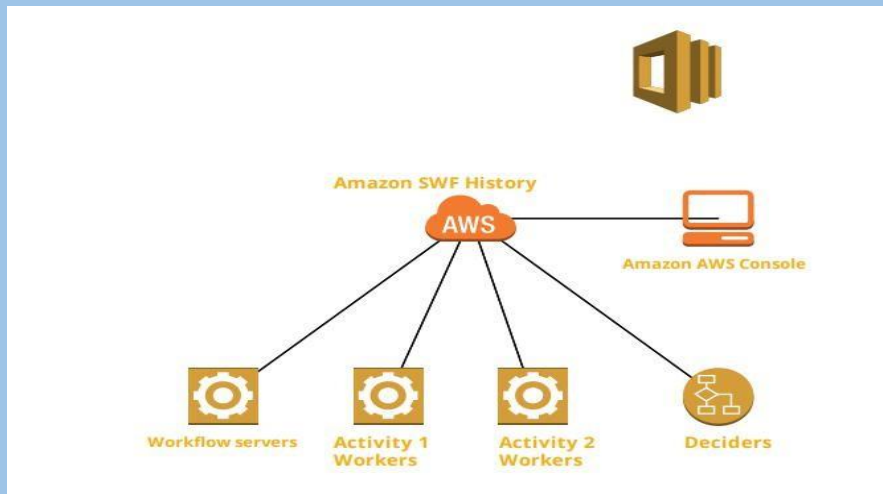 Amazon SWF History
AWS
Amazon AWS Console
Workflow servers
Activity 1
Workers
Activity 2
Workers
Deciders